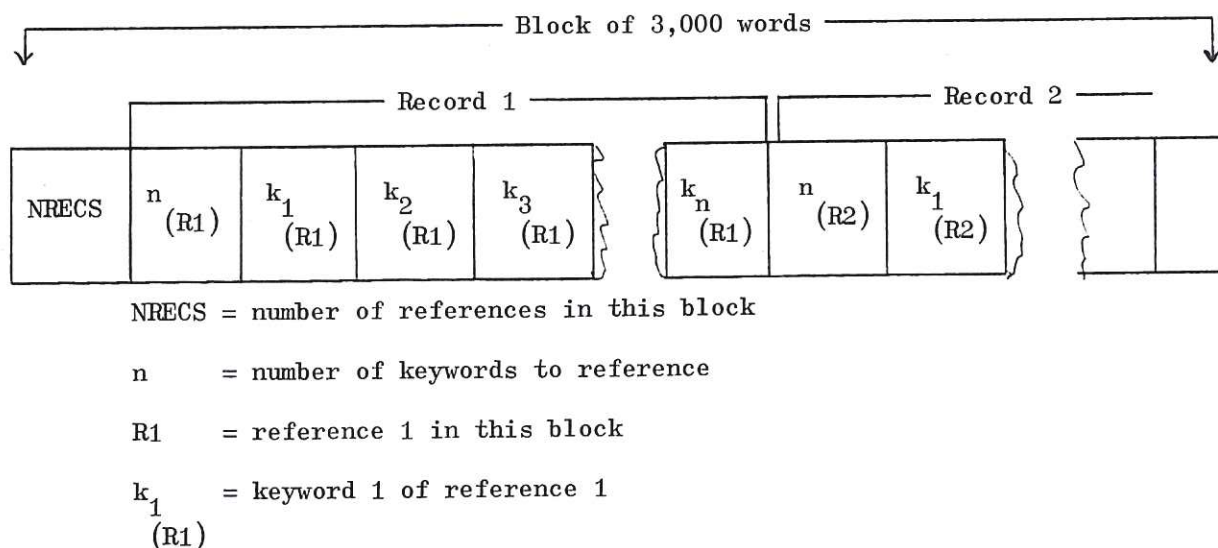 Block of 3,000 words
Record 1 Record 2
NRECS n (R1) k1 (R1) k2 (R1) k3 (R1) kn (R1) n (R2) k1 (R2)
NRECS = number of references in this block
n = number of keywords to reference
R1 = reference 1 in this block
k1 (R1) = keyword 1 of reference 1